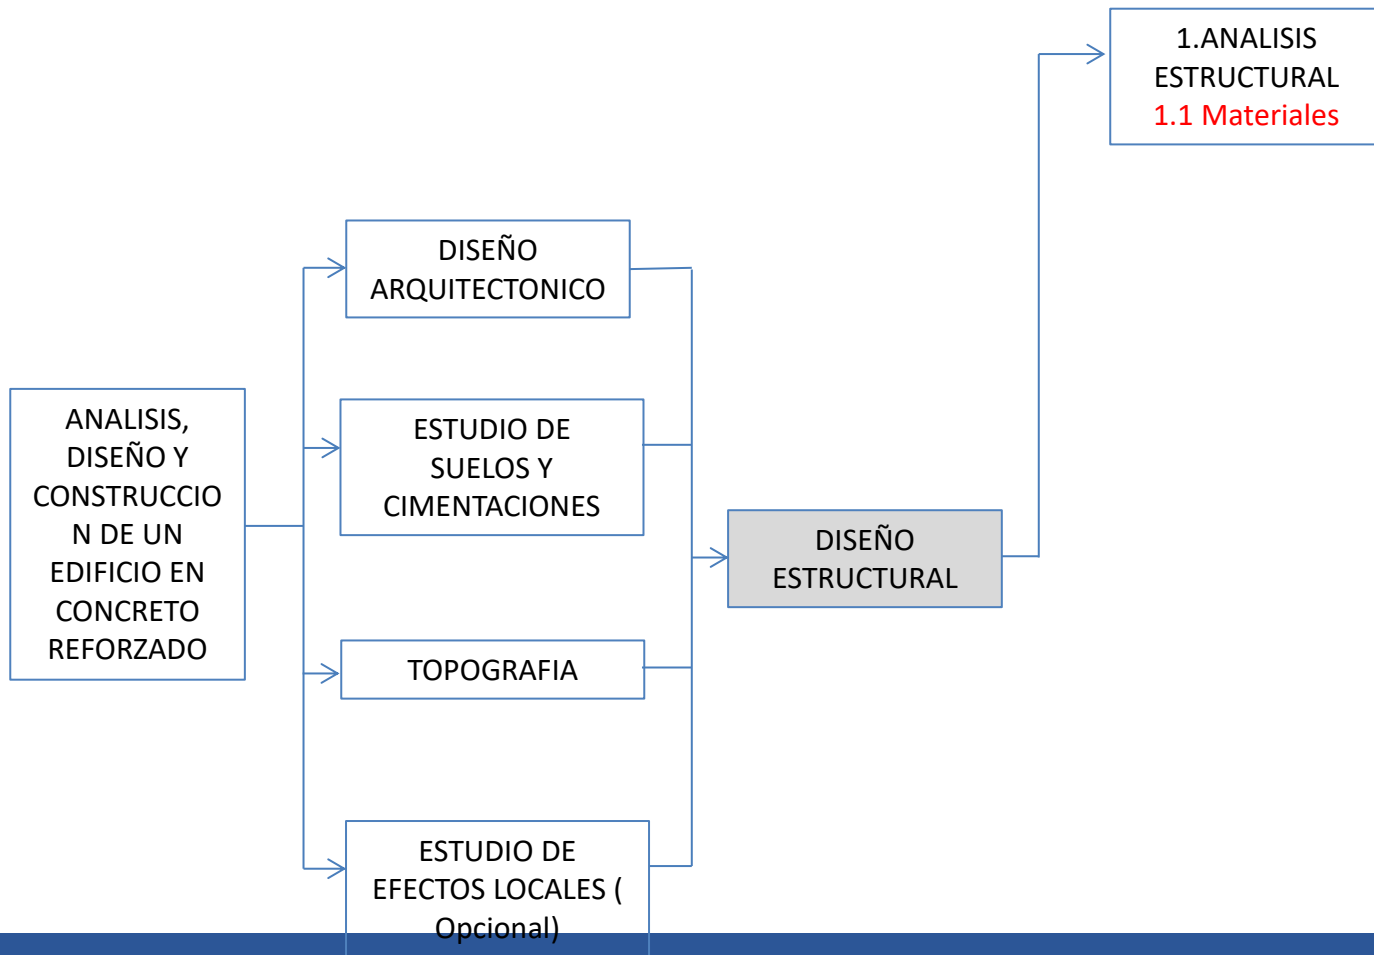 1.ANALISIS
ESTRUCTURAL
1.1 Materiales
DISEÑO
ARQUITECTONICO
ANALISIS,
DISEÑO Y
CONSTRUCCIO
N DE UN
EDIFICIO EN
CONCRETO
REFORZADO
ESTUDIO DE
SUELOS Y
CIMENTACIONES
DISEÑO
ESTRUCTURAL
TOPOGRAFIA
ESTUDIO DE
EFECTOS LOCALES (
Opcional)